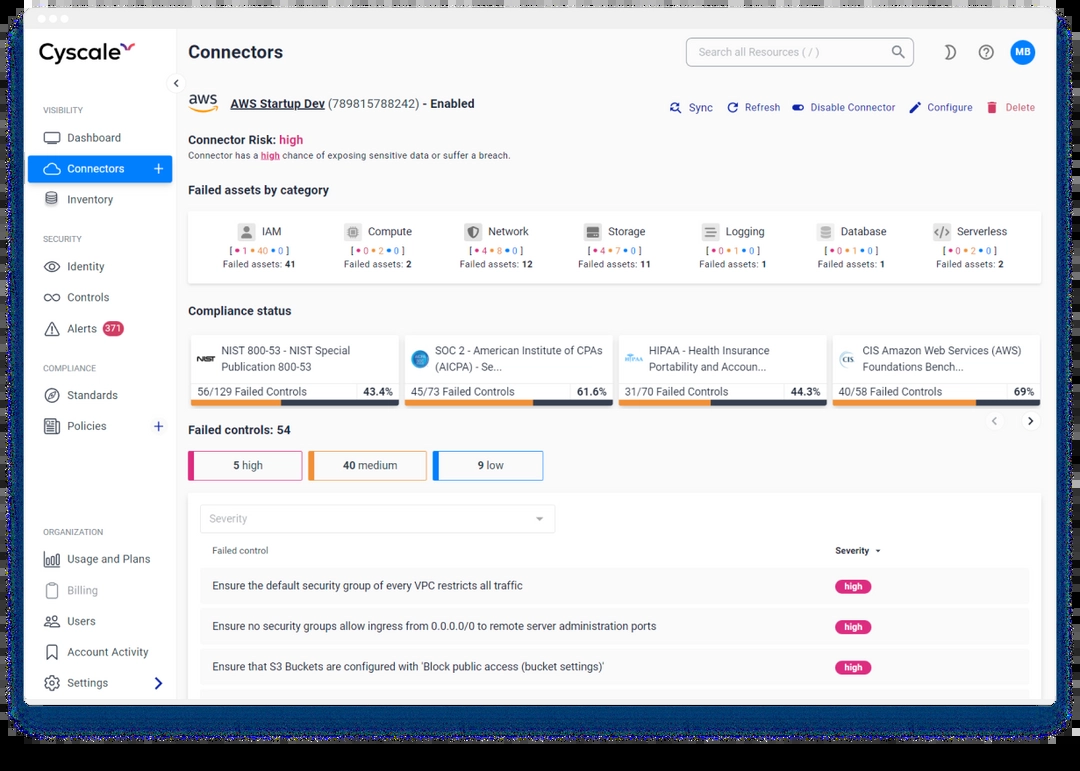 Cyscale
Connectors
Search all Resources ( / )
MB
VISIBILITY
Dashboard
Connectors +
Inventory
SECURITY
Identity
Controls
Alerts 371
COMPLIANCE
Standards
Policies +
ORGANIZATION
Usage and Plans
Billing
Users
Account Activity
Settings
aws AWS Startup Dev (789815788242) - Enabled
Sync Refresh Disable Connector Configure Delete
Connector Risk: high
Connector has a high chance of exposing sensitive data or suffer a breach.
Failed assets by category
IAM
[ • 1 • 40 • 0 ]
Failed assets: 41
Compute
[ • 0 • 2 • 0 ]
Failed assets: 2
Network
[ • 4 • 8 • 0 ]
Failed assets: 12
Storage
[ • 4 • 7 • 0 ]
Failed assets: 11
Logging
[ • 0 • 1 • 0 ]
Failed assets: 1
Database
[ • 0 • 1 • 0 ]
Failed assets: 1
Serverless
[ • 0 • 2 • 0 ]
Failed assets: 2
Compliance status
NIST
NIST 800-53 - NIST Special
Publication 800-53
56/129 Failed Controls 43.4%
SOC 2 - American Institute of CPAs
(AICPA) - Se...
45/73 Failed Controls 61.6%
HIPAA
HIPAA - Health Insurance
Portability and Accoun...
31/70 Failed Controls 44.3%
CIS
CIS Amazon Web Services (AWS)
Foundations Bench...
40/58 Failed Controls 69%
Failed controls: 54
5 high
40 medium
9 low
Severity
Failed control Severity
Ensure the default security group of every VPC restricts all traffic high
Ensure no security groups allow ingress from 0.0.0.0/0 to remote server administration ports high
Ensure that S3 Buckets are configured with 'Block public access (bucket settings)' high